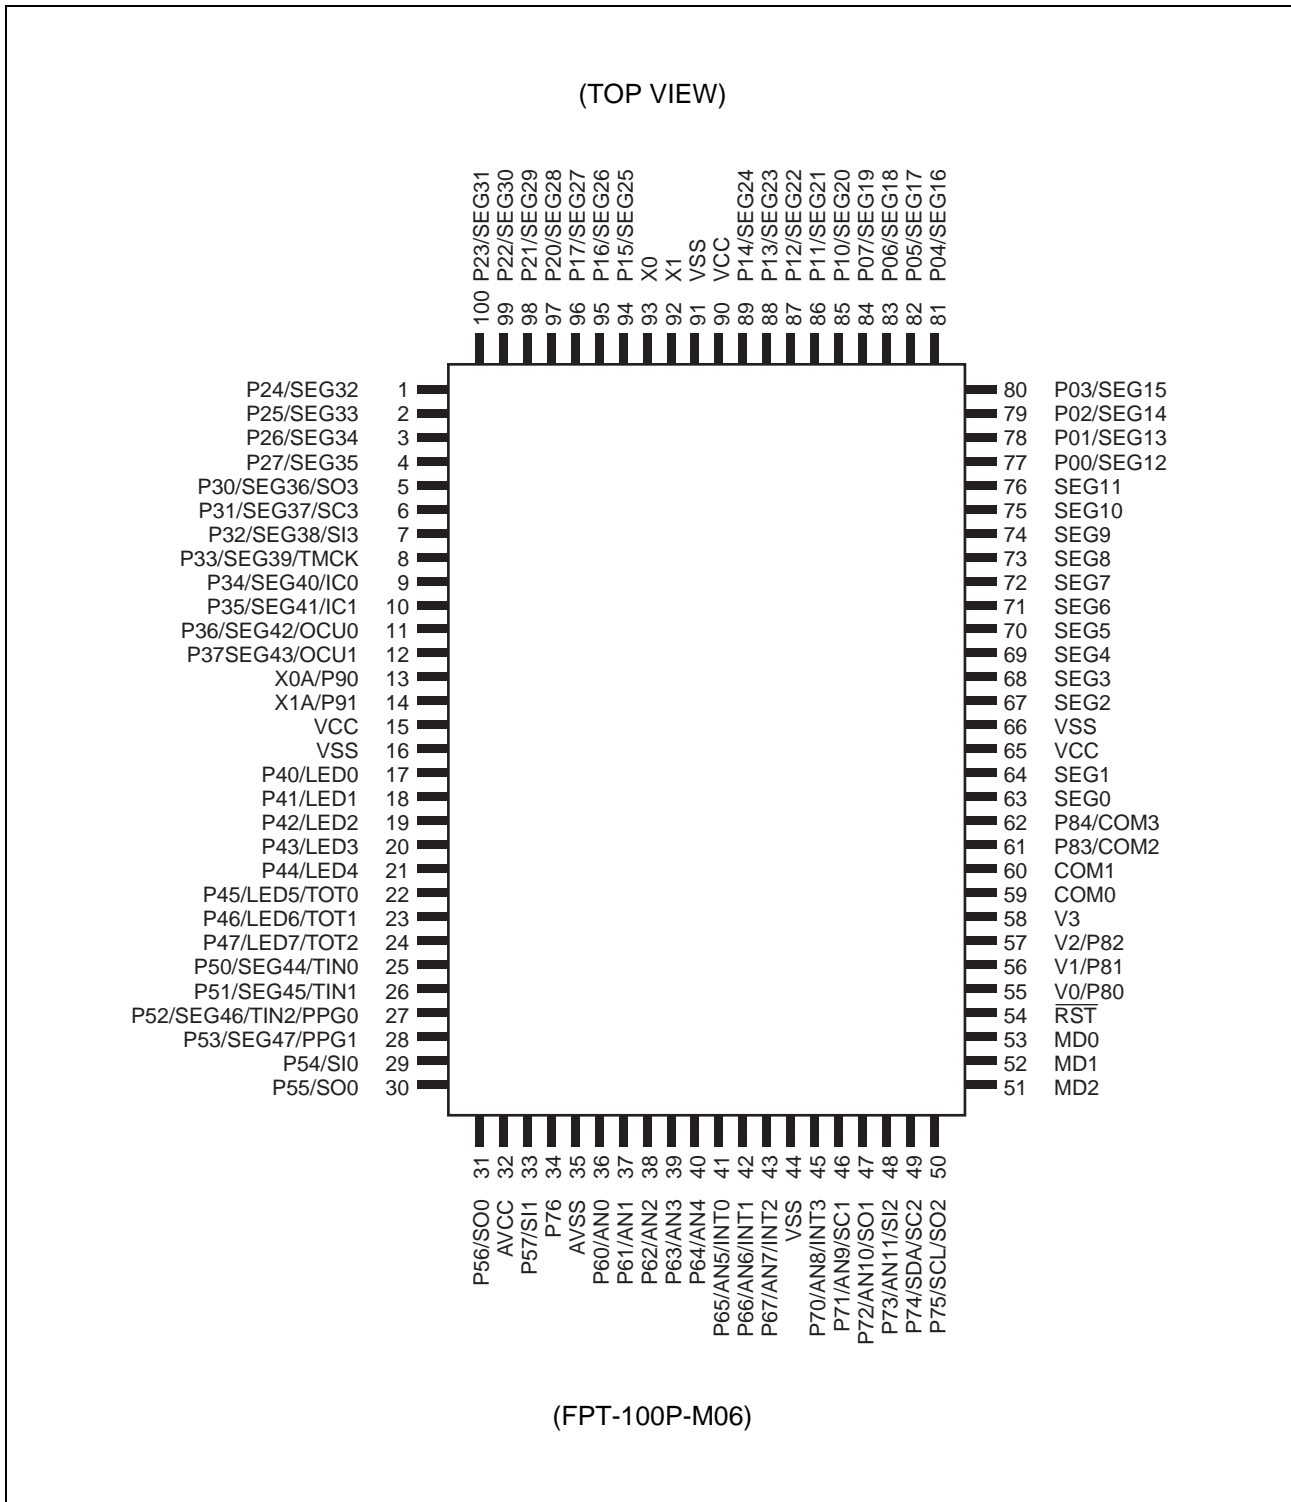 (TOP VIEW)
100 P23/SEG31
99 P22/SEG30
98 P21/SEG29
97 P20/SEG28
96 P17/SEG27
95 P16/SEG26
94 P15/SEG25
93 X0
92 X1
91 VSS
90 VCC
89 P14/SEG24
88 P13/SEG23
87 P12/SEG22
86 P11/SEG21
85 P10/SEG20
84 P07/SEG19
83 P06/SEG18
82 P05/SEG17
81 P04/SEG16
P24/SEG32 1
P25/SEG33 2
P26/SEG34 3
P27/SEG35 4
P30/SEG36/SO3 5
P31/SEG37/SC3 6
P32/SEG38/SI3 7
P33/SEG39/TMCK 8
P34/SEG40/IC0 9
P35/SEG41/IC1 10
P36/SEG42/OCU0 11
P37SEG43/OCU1 12
X0A/P90 13
X1A/P91 14
VCC 15
VSS 16
P40/LED0 17
P41/LED1 18
P42/LED2 19
P43/LED3 20
P44/LED4 21
P45/LED5/TOT0 22
P46/LED6/TOT1 23
P47/LED7/TOT2 24
P50/SEG44/TIN0 25
P51/SEG45/TIN1 26
P52/SEG46/TIN2/PPG0 27
P53/SEG47/PPG1 28
P54/SI0 29
P55/SO0 30
80 P03/SEG15
79 P02/SEG14
78 P01/SEG13
77 P00/SEG12
76 SEG11
75 SEG10
74 SEG9
73 SEG8
72 SEG7
71 SEG6
70 SEG5
69 SEG4
68 SEG3
67 SEG2
66 VSS
65 VCC
64 SEG1
63 SEG0
62 P84/COM3
61 P83/COM2
60 COM1
59 COM0
58 V3
57 V2/P82
56 V1/P81
55 V0/P80
54 RST
53 MD0
52 MD1
51 MD2
P56/SO0 31
AVCC 32
P57/SI1 33
P76 34
AVSS 35
P60/AN0 36
P61/AN1 37
P62/AN2 38
P63/AN3 39
P64/AN4 40
P65/AN5/INT0 41
P66/AN6/INT1 42
P67/AN7/INT2 43
VSS 44
P70/AN8/INT3 45
P71/AN9/SC1 46
P72/AN10/SO1 47
P73/AN11/SI2 48
P74/SDA/SC2 49
P75/SCL/SO2 50
(FPT-100P-M06)